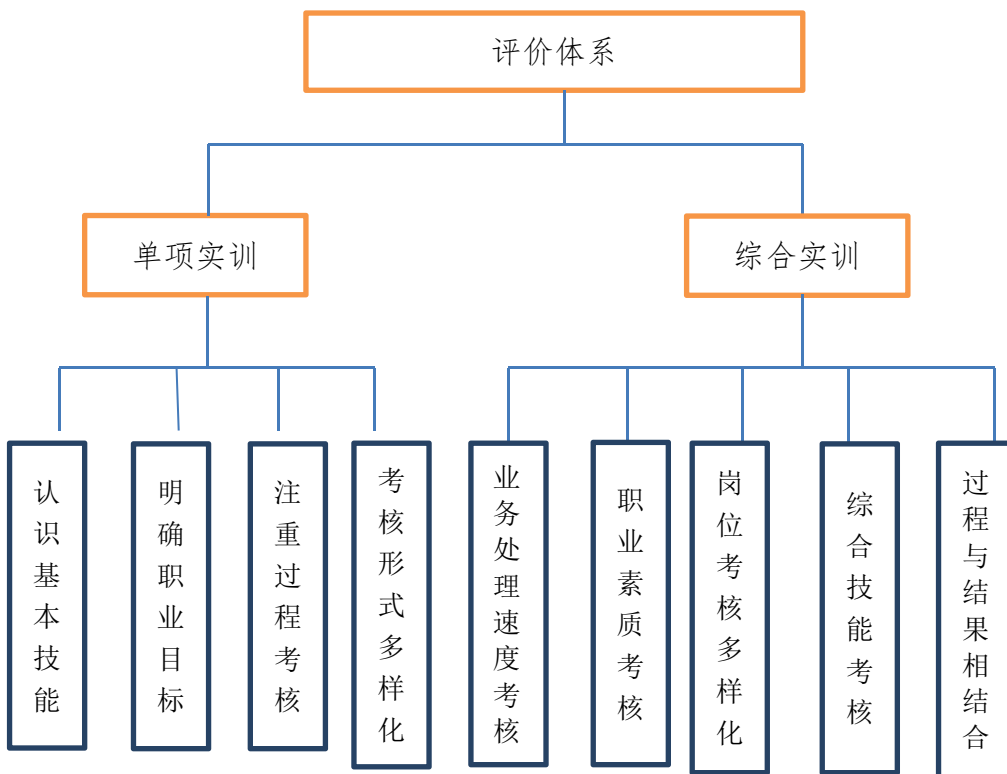 评价体系
单项实训
综合实训
认识基本技能
明确职业目标
注重过程考核
考核形式多样化
业务处理速度考核
职业素质考核
岗位考核多样化
综合技能考核
过程与结果相结合